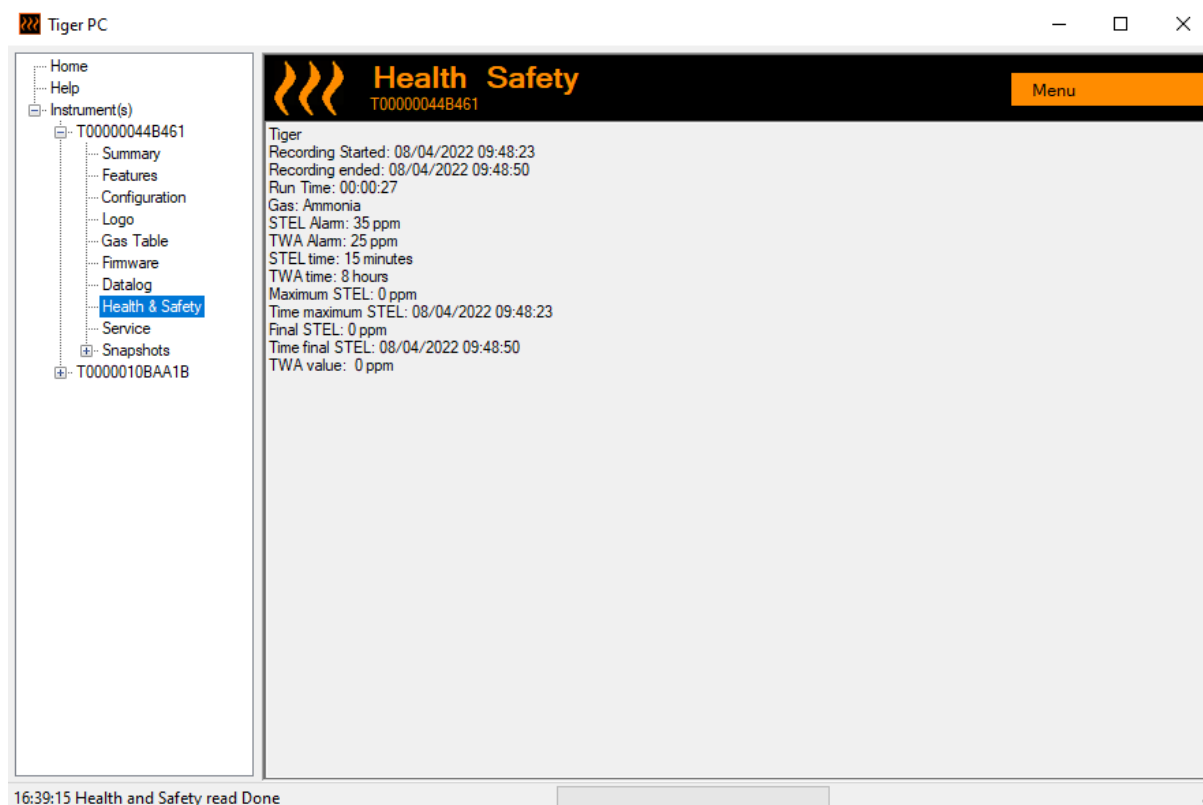 Tiger PC
Home
Help
Instrument(s)
T00000044B461
Summary
Features
Configuration
Logo
Gas Table
Firmware
Datalog
Health & Safety
Service
Snapshots
T0000010BAA1B
Health Safety
T00000044B461
Menu
Tiger
Recording Started: 08/04/2022 09:48:23
Recording ended: 08/04/2022 09:48:50
Run Time: 00:00:27
Gas: Ammonia
STEL Alarm: 35 ppm
TWA Alarm: 25 ppm
STEL time: 15 minutes
TWA time: 8 hours
Maximum STEL: 0 ppm
Time maximum STEL: 08/04/2022 09:48:23
Final STEL: 0 ppm
Time final STEL: 08/04/2022 09:48:50
TWA value: 0 ppm
16:39:15 Health and Safety read Done